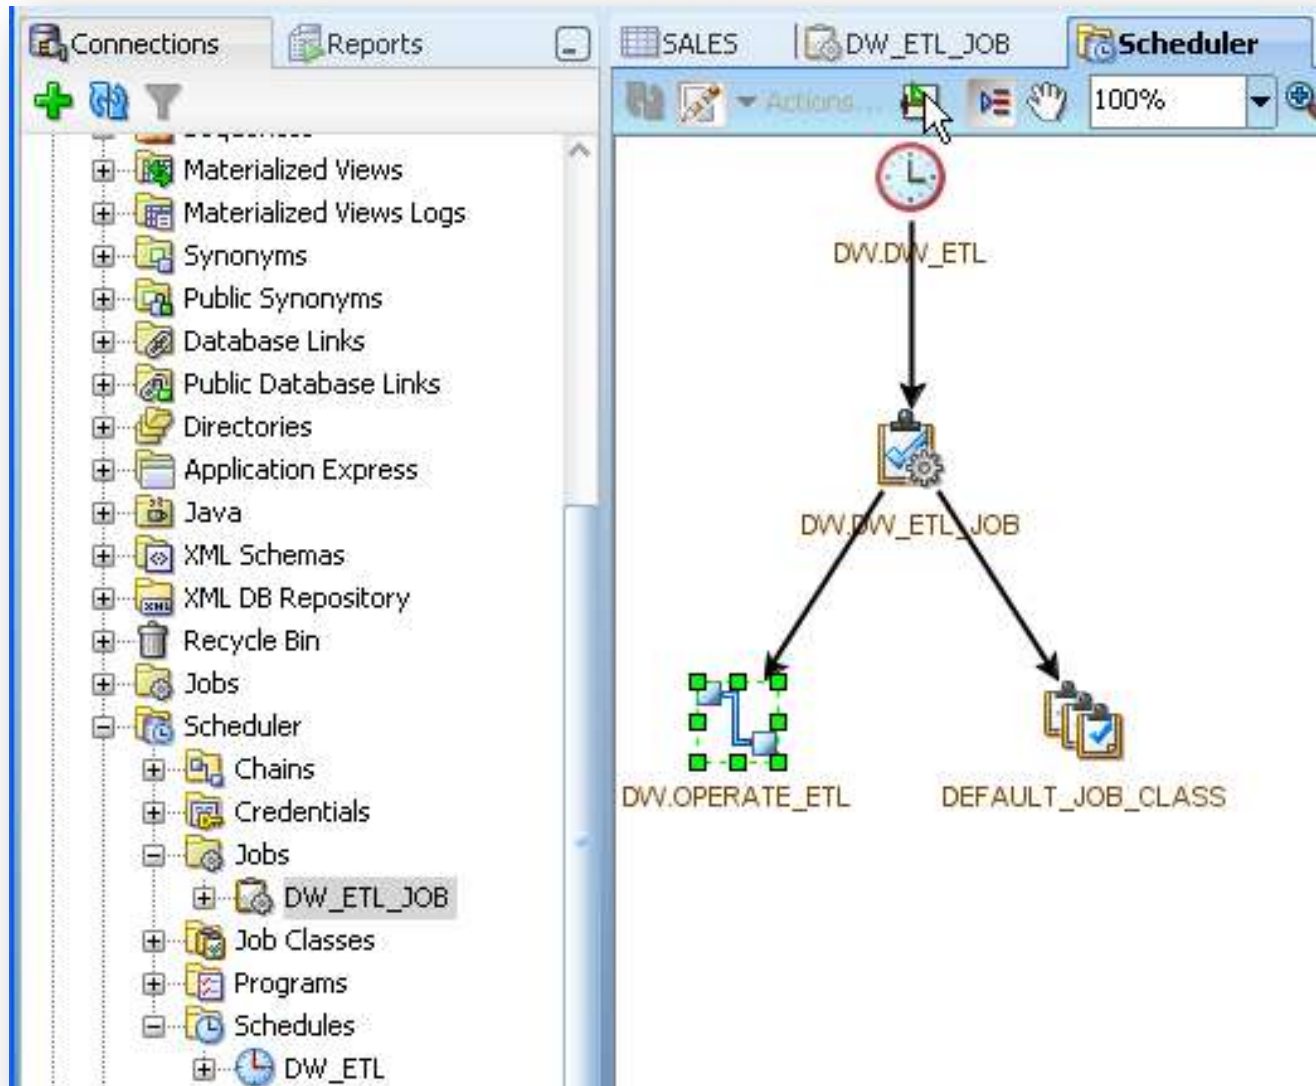 Connections
Reports
SALES
DW_ETL_JOB
Scheduler
Actions...
100%
Materialized Views
Materialized Views Logs
Synonyms
Public Synonyms
Database Links
Public Database Links
Directories
Application Express
Java
XML Schemas
XML DB Repository
Recycle Bin
Jobs
Scheduler
Chains
Credentials
Jobs
DW_ETL_JOB
Job Classes
Programs
Schedules
DW_ETL
DW.DW_ETL
DW.DW_ETL_JOB
DW.OPERATE_ETL
DEFAULT_JOB_CLASS